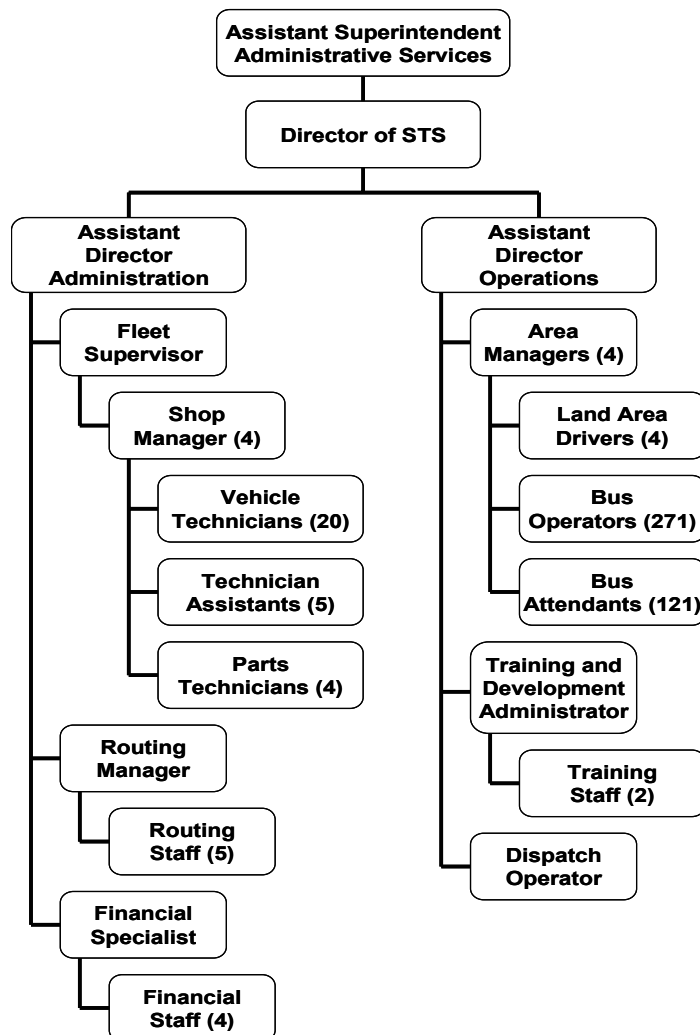 Assistant Superintendent
Administrative Services
Director of STS
Assistant
Director
Administration
Fleet
Supervisor
Shop
Manager (4)
Vehicle
Technicians (20)
Technician
Assistants (5)
Parts
Technicians (4)
Routing
Manager
Routing
Staff (5)
Financial
Specialist
Financial
Staff (4)
Assistant
Director
Operations
Area
Managers (4)
Land Area
Drivers (4)
Bus
Operators (271)
Bus
Attendants (121)
Training and
Development
Administrator
Training
Staff (2)
Dispatch
Operator